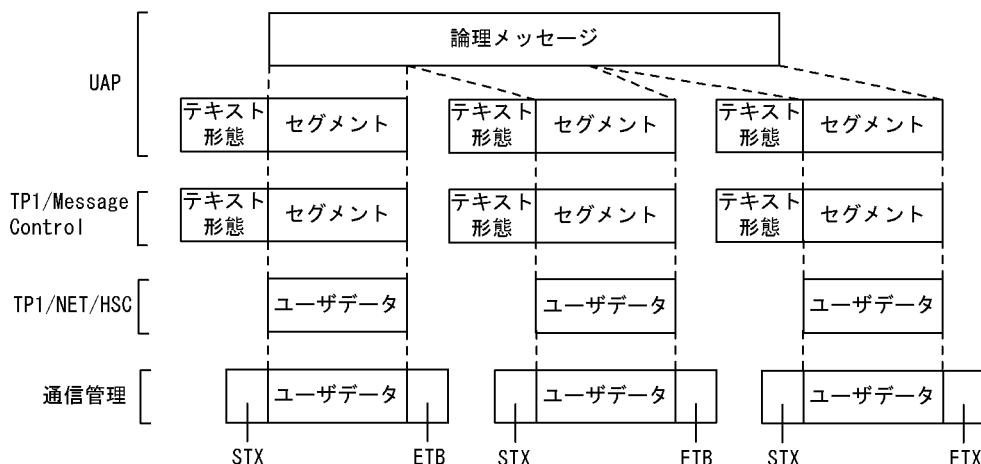 論理メッセージ
UAP
テキスト
形態
セグメント
テキスト
形態
セグメント
テキスト
形態
セグメント
TP1/Message
Control
テキスト
形態
セグメント
テキスト
形態
セグメント
テキスト
形態
セグメント
TP1/NET/HSC
ユーザデータ
ユーザデータ
ユーザデータ
通信管理
ユーザデータ
ユーザデータ
ユーザデータ
STX
ETB
STX
ETB
STX
ETX